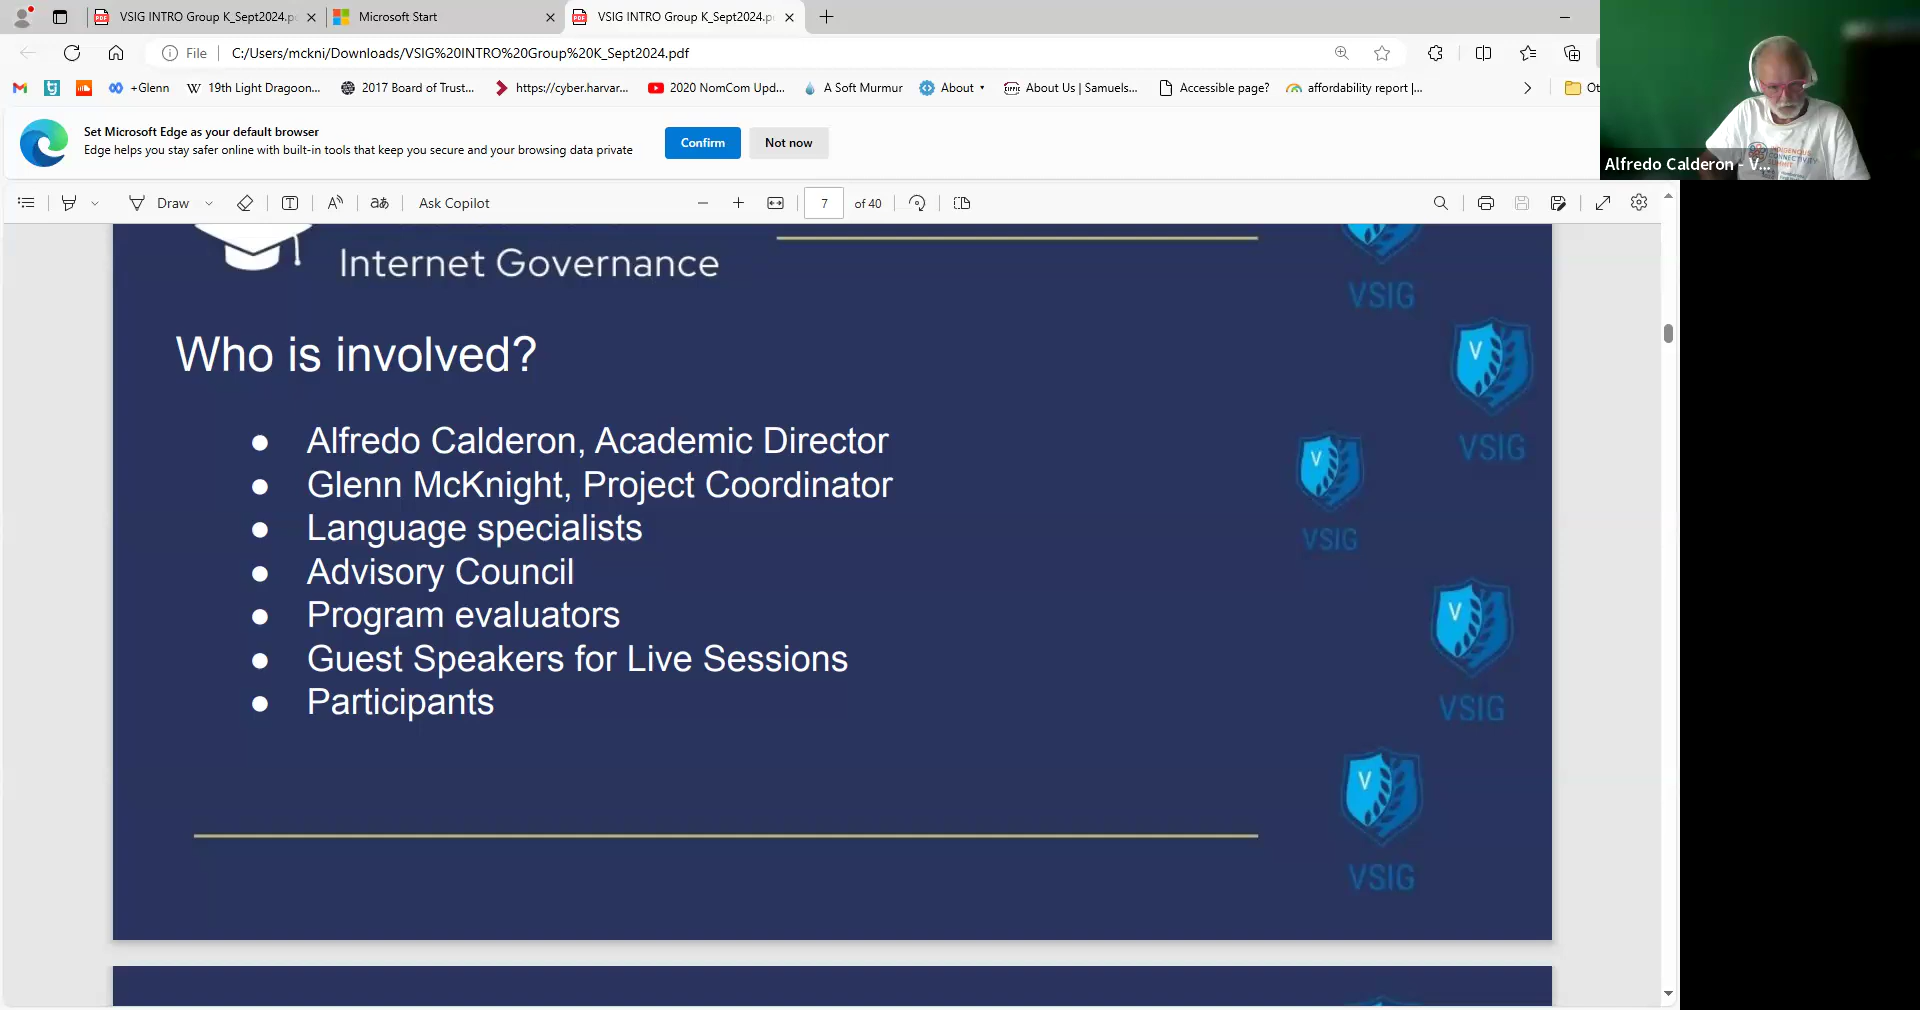 VSIG INTRO Group K_Sept2024.p
Microsoft Start
VSIG INTRO Group K_Sept2024.p
File
C:/Users/mckni/Downloads/VSIG%20INTRO%20Group%20K_Sept2024.pdf
+Glenn
19th Light Dragoon...
2017 Board of Trust...
https://cyber.harvar...
2020 NomCom Upd...
A Soft Murmur
About
About Us | Samuels...
Accessible page?
affordability report |...
Ot
Set Microsoft Edge as your default browser
Edge helps you stay safer online with built-in tools that keep you secure and your browsing data private
Confirm
Not now
INDIGENOUS
CONNECTIVITY
SUMMIT
Alfredo Calderon - V...
Draw
Ask Copilot
7
of 40
Internet Governance
VSIG
Who is involved?
V
VSIG
● Alfredo Calderon, Academic Director
● Glenn McKnight, Project Coordinator
● Language specialists
● Advisory Council
● Program evaluators
● Guest Speakers for Live Sessions
● Participants
V
VSIG
V
VSIG
V
VSIG